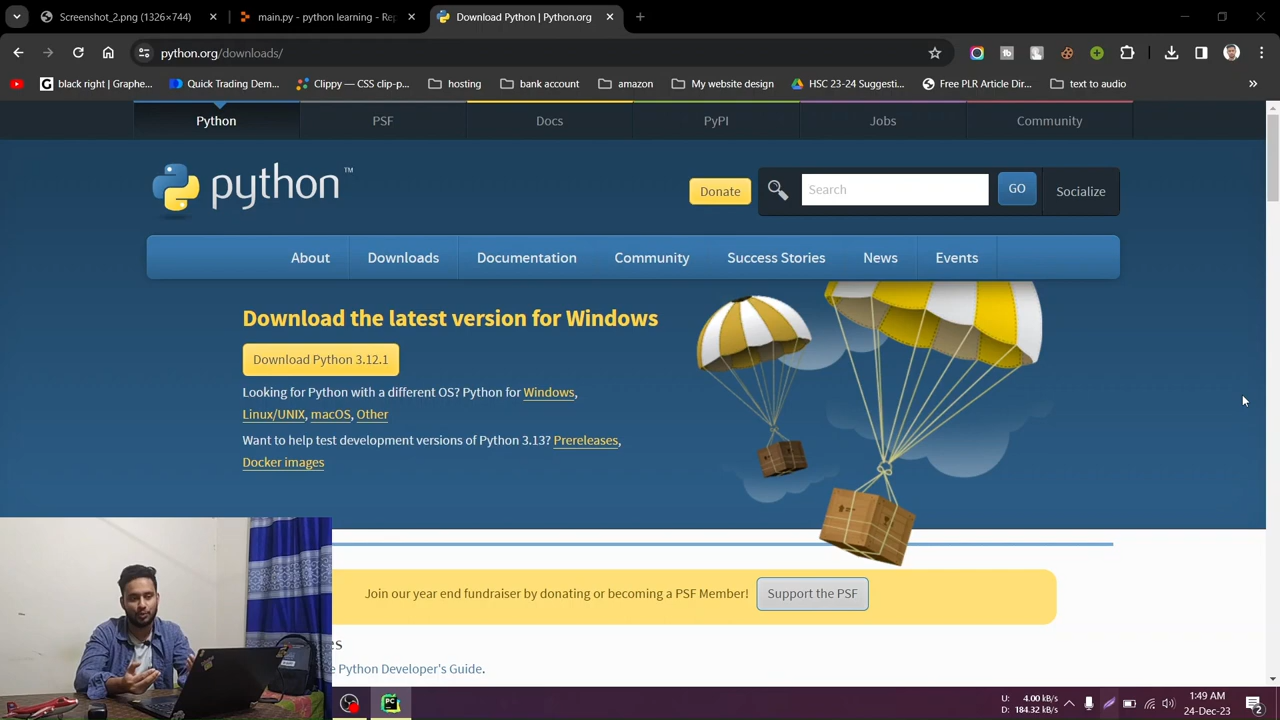 Screenshot_2.png (1326×744)
main.py - python learning - Rep
Download Python | Python.org
python.org/downloads/
black right | Graphe...
Quick Trading Dem...
Clippy — CSS clip-p...
hosting
bank account
amazon
My website design
HSC 23-24 Suggesti...
Free PLR Article Dir...
text to audio
Python
PSF
Docs
PyPI
Jobs
Community
python™
Donate
Search
GO
Socialize
About
Downloads
Documentation
Community
Success Stories
News
Events
Download the latest version for Windows
Download Python 3.12.1
Looking for Python with a different OS? Python for Windows,
Linux/UNIX, macOS, Other
Want to help test development versions of Python 3.13? Prereleases,
Docker images
Join our year end fundraiser by donating or becoming a PSF Member!
Support the PSF
es
e Python Developer's Guide.
PC
U: 4.00 kB/s
D: 184.32 kB/s
1:49 AM
24-Dec-23
2